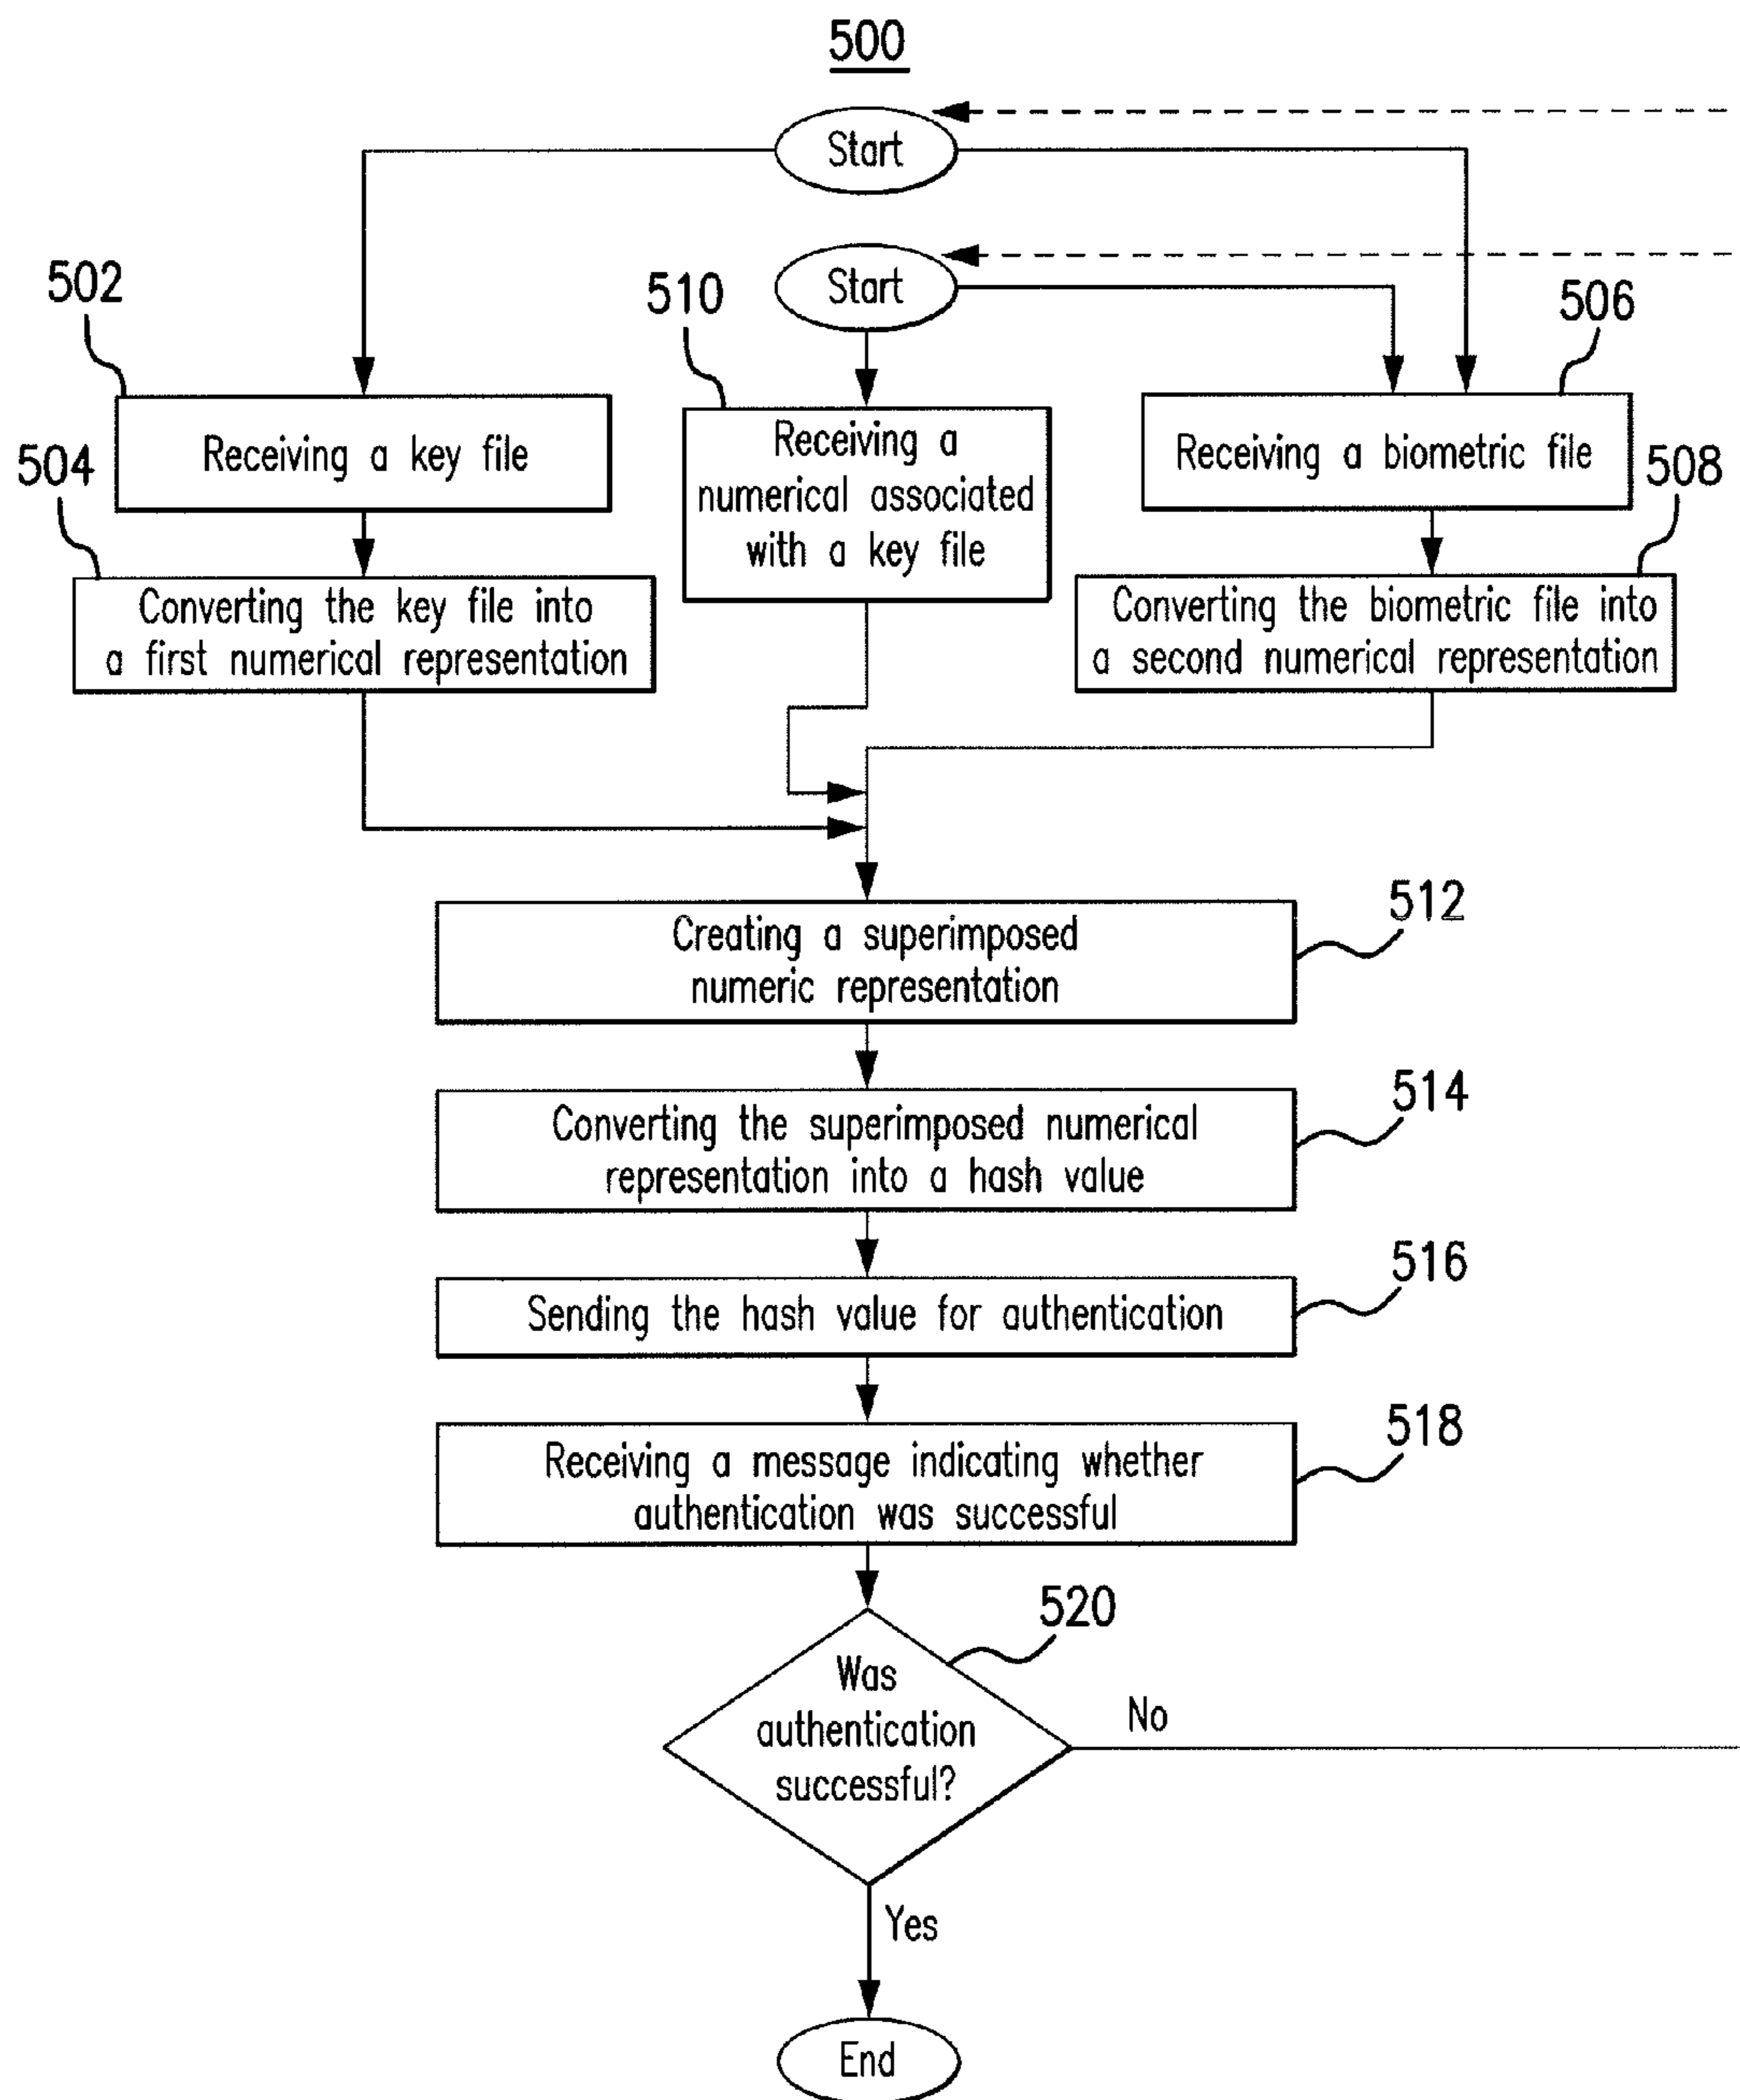 500
Start
Start
502
510
506
Receiving a key file
Receiving a
numerical associated
with a key file
Receiving a biometric file
504
508
Converting the key file into
a first numerical representation
Converting the biometric file into
a second numerical representation
Creating a superimposed
numeric representation
512
Converting the superimposed numerical
representation into a hash value
514
Sending the hash value for authentication
516
Receiving a message indicating whether
authentication was successful
518
520
Was
authentication
successful?
No
Yes
End